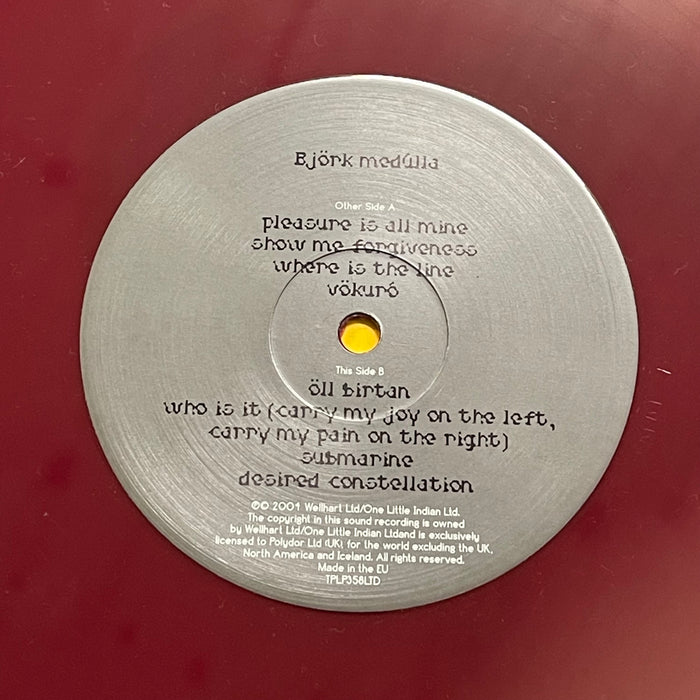 Björk medúlla
Other Side A
pleasure is all mine
show me forgiveness
where is the line
vökuró
This Side B
öll birtan
who is it (carry my joy on the left,
carry my pain on the right)
submarine
desired constellation
℗© 2004 Wellhart Ltd/One Little Indian Ltd.
The copyright in this sound recording is owned
by Wellhart Ltd/One Little Indian Ltdand is exclusively
licensed to Polydor Ltd (UK) for the world excluding the UK,
North America and Iceland. All rights reserved.
Made in the EU
TPLP358LTD